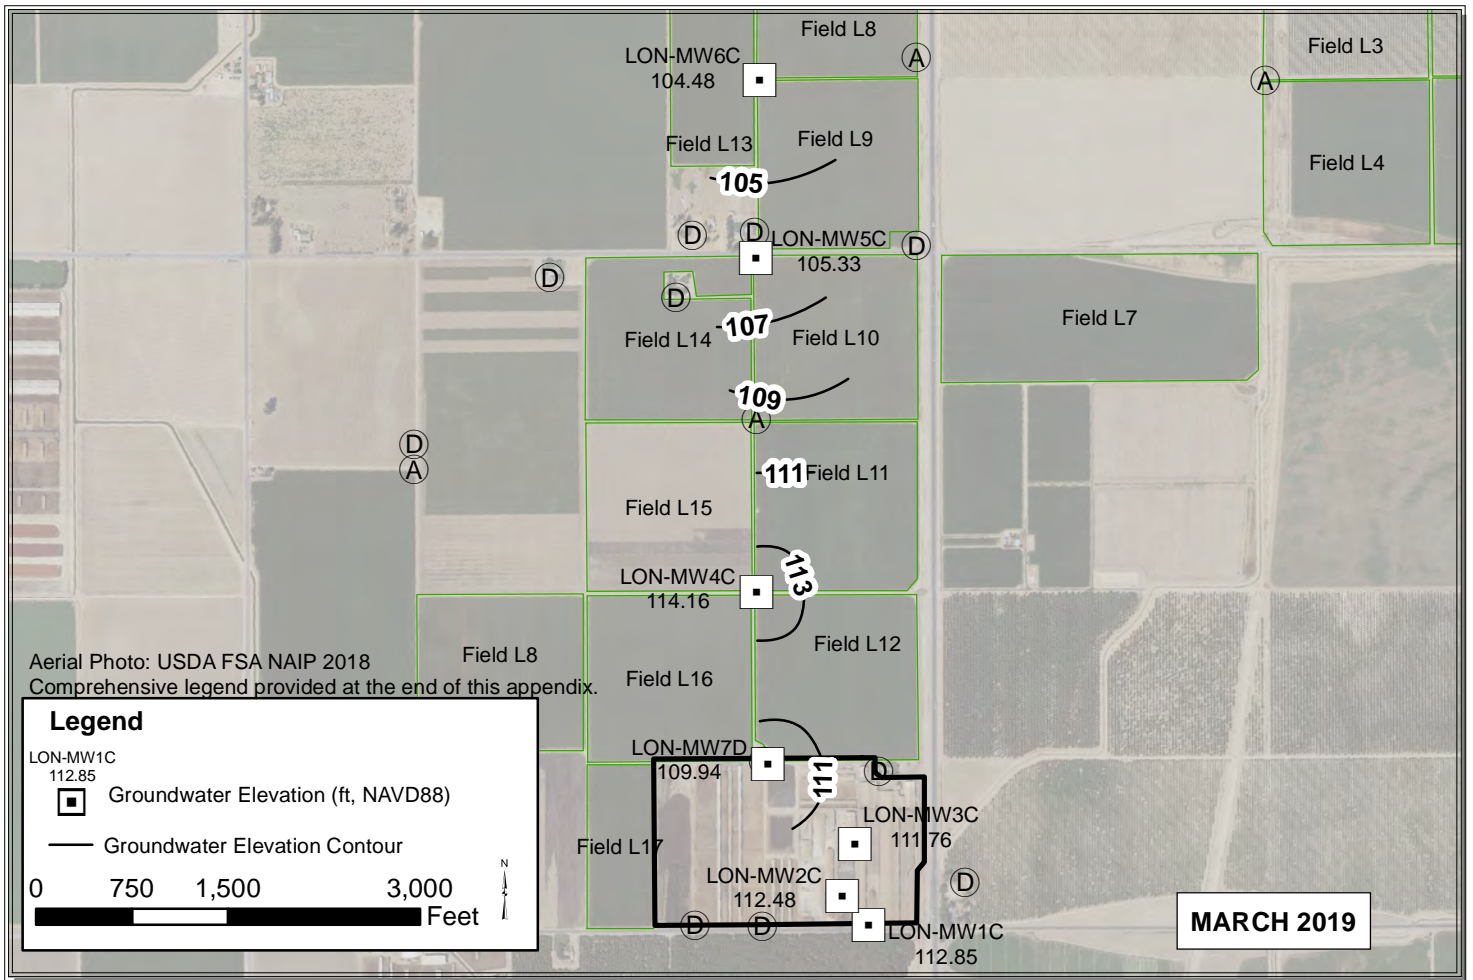 Field L8
LON-MW6C
104.48
A
Field L3
A
Field L13
Field L9
Field L4
105
D
D
LON-MW5C
105.33
D
D
D
107
Field L14
Field L10
Field L7
109
A
D
A
111
Field L11
Field L15
113
LON-MW4C
114.16
Field L8
Field L16
Field L12
Aerial Photo: USDA FSA NAIP 2018
Comprehensive legend provided at the end of this appendix.
LON-MW7D
109.94
111
D
LON-MW3C
111.76
Field L17
LON-MW2C
112.48
D
D
D
LON-MW1C
112.85
Legend
LON-MW1C
112.85
Groundwater Elevation (ft, NAVD88)
Groundwater Elevation Contour
N
0 750 1,500 3,000
Feet
MARCH 2019